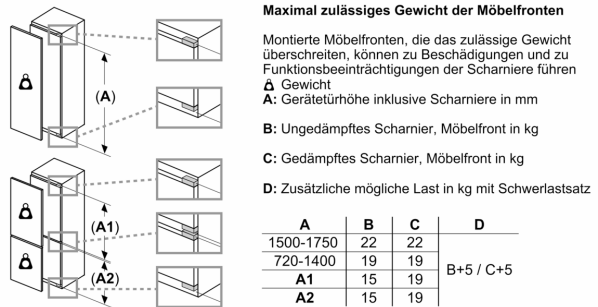 Maximal zulässiges Gewicht der Möbelfronten
Montierte Möbelfronten, die das zulässige Gewicht
überschreiten, können zu Beschädigungen und zu
Funktionsbeeinträchtigungen der Scharniere führen
Gewicht
A: Gerätetürhöhe inklusive Scharniere in mm
B: Ungedämpftes Scharnier, Möbelfront in kg
C: Gedämpftes Scharnier, Möbelfront in kg
D: Zusätzliche mögliche Last in kg mit Schwerlastsatz
A B C D
1500-1750 22 22
720-1400 19 19
B+5 / C+5
A1 15 19
A2 15 19
(A)
(A1)
(A2)